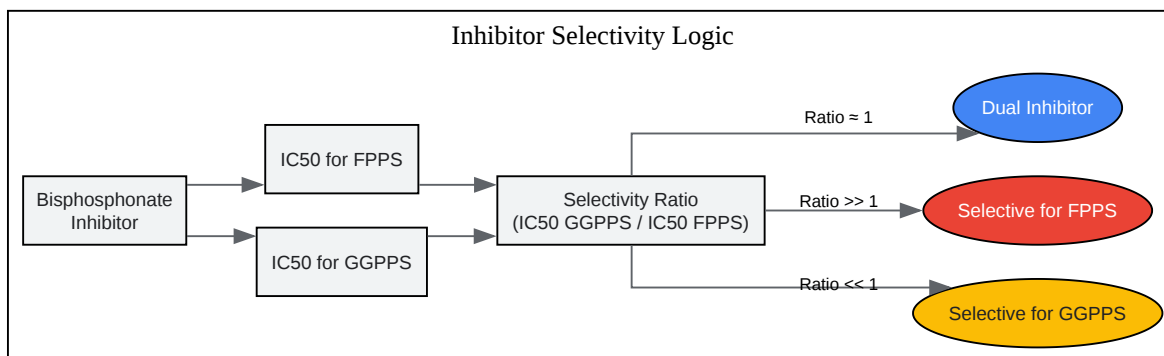 Inhibitor Selectivity Logic
Bisphosphonate
Inhibitor
IC50 for FPPS
IC50 for GGPPS
Selectivity Ratio
(IC50 GGPPS / IC50 FPPS)
Ratio ≈ 1
Dual Inhibitor
Ratio >> 1
Selective for FPPS
Ratio << 1
Selective for GGPPS